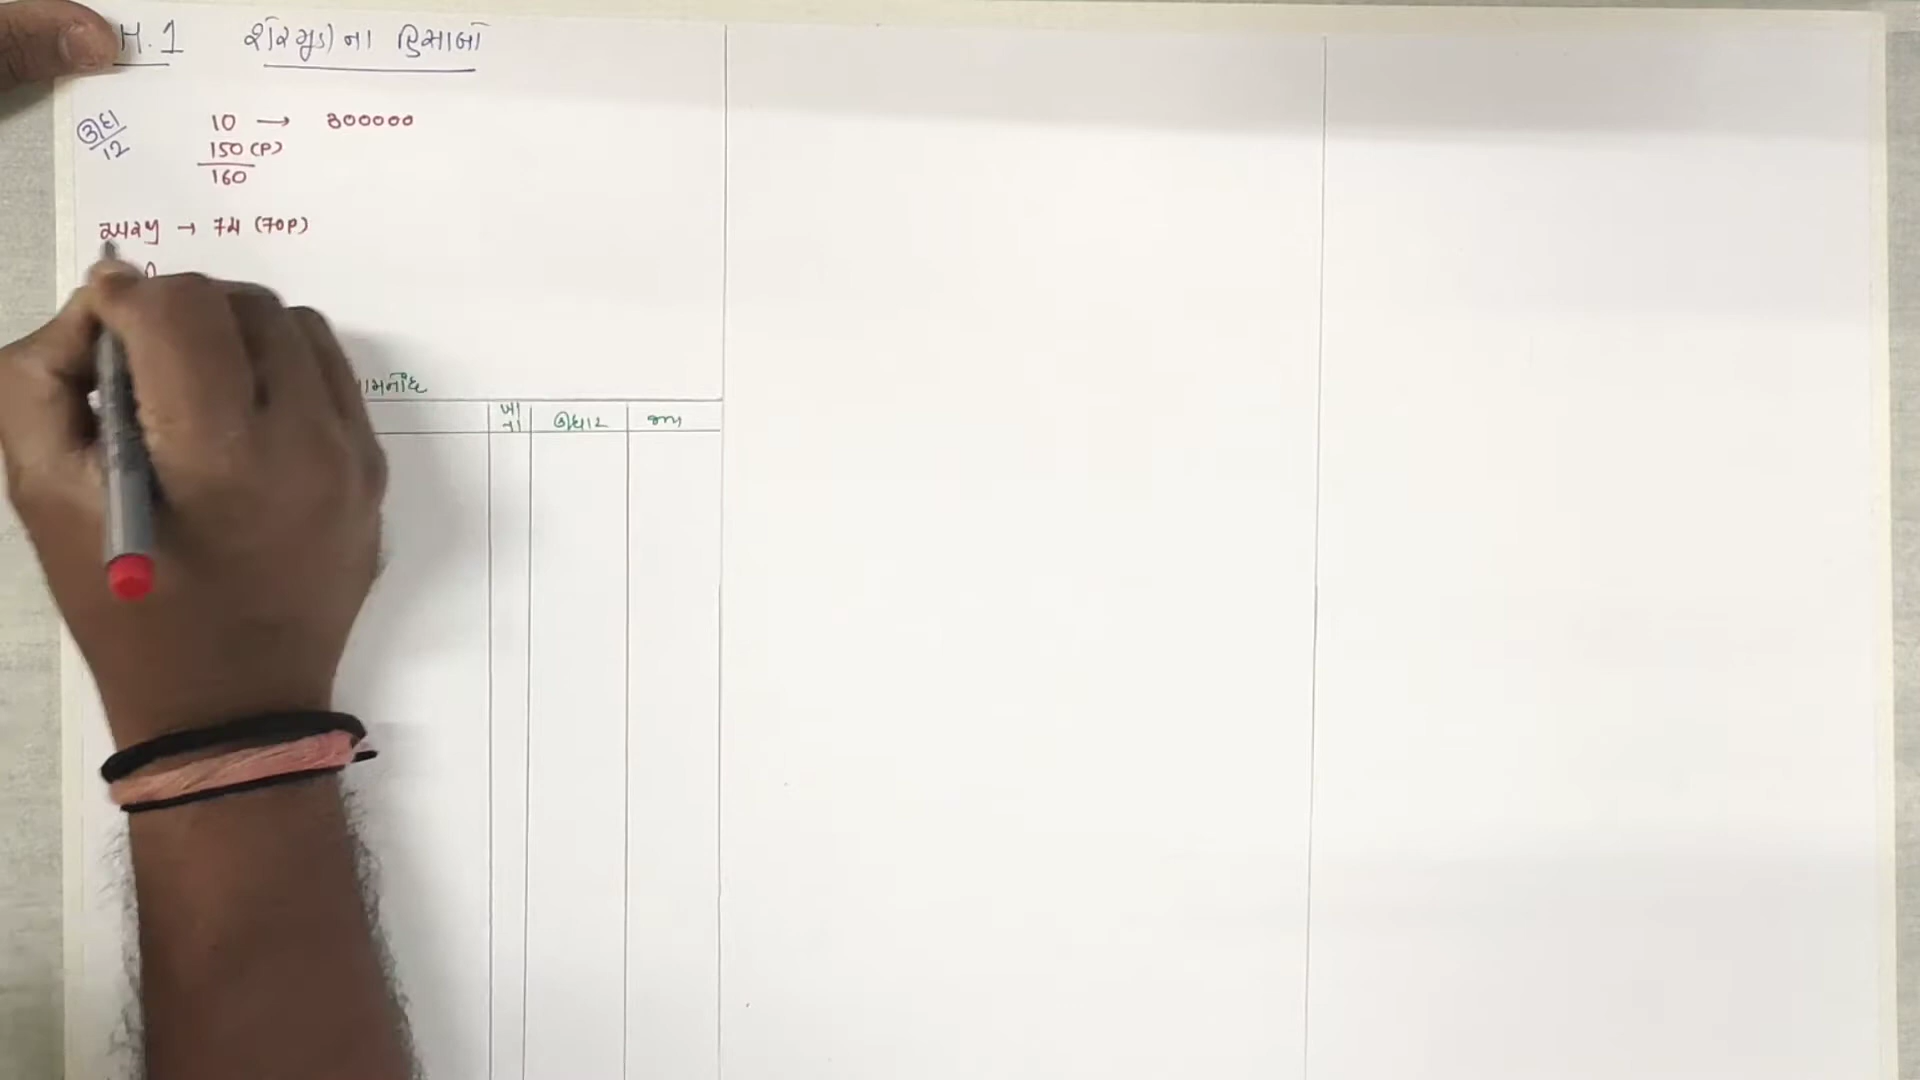 H.1 શેરમૂડીના હિસાબો
ઉદા
12
10 → 300000
150 (P)
160
અરજી → 74 (70P)
આમનોંધ
ખા
ના
ઉધાર
જમા